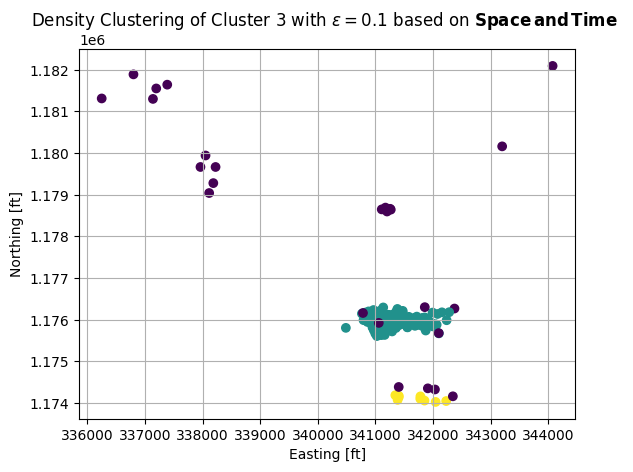 Density Clustering of Cluster 3 with ε = 0.1 based on Space and Time
1e6
1.182
1.181
1.180
1.179
1.178
1.177
1.176
1.175
1.174
Northing [ft]
336000 337000 338000 339000 340000 341000 342000 343000 344000
Easting [ft]